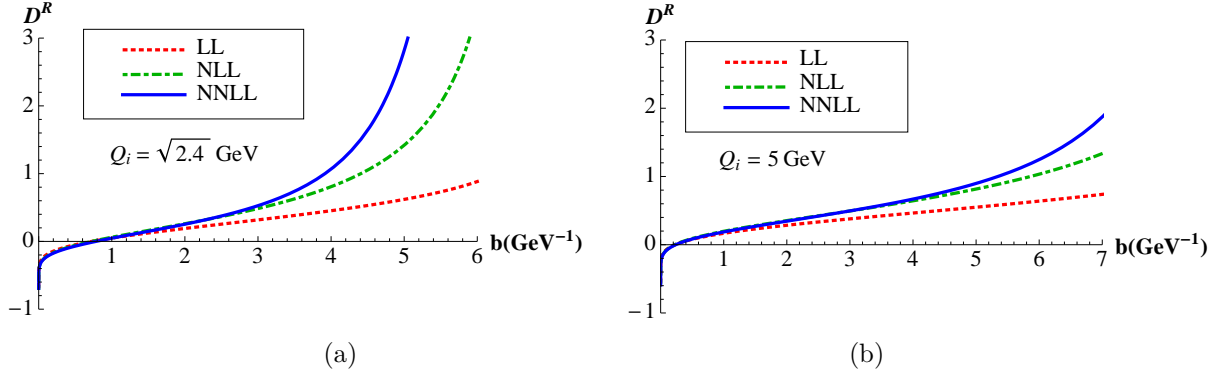 D^R
3
2
1
0
−1
LL
NLL
NNLL
Q_i = √2.4 GeV
1 2 3 4 5 6
b(GeV^−1)
(a)
D^R
3
2
1
0
−1
LL
NLL
NNLL
Q_i = 5 GeV
1 2 3 4 5 6 7
b(GeV^−1)
(b)